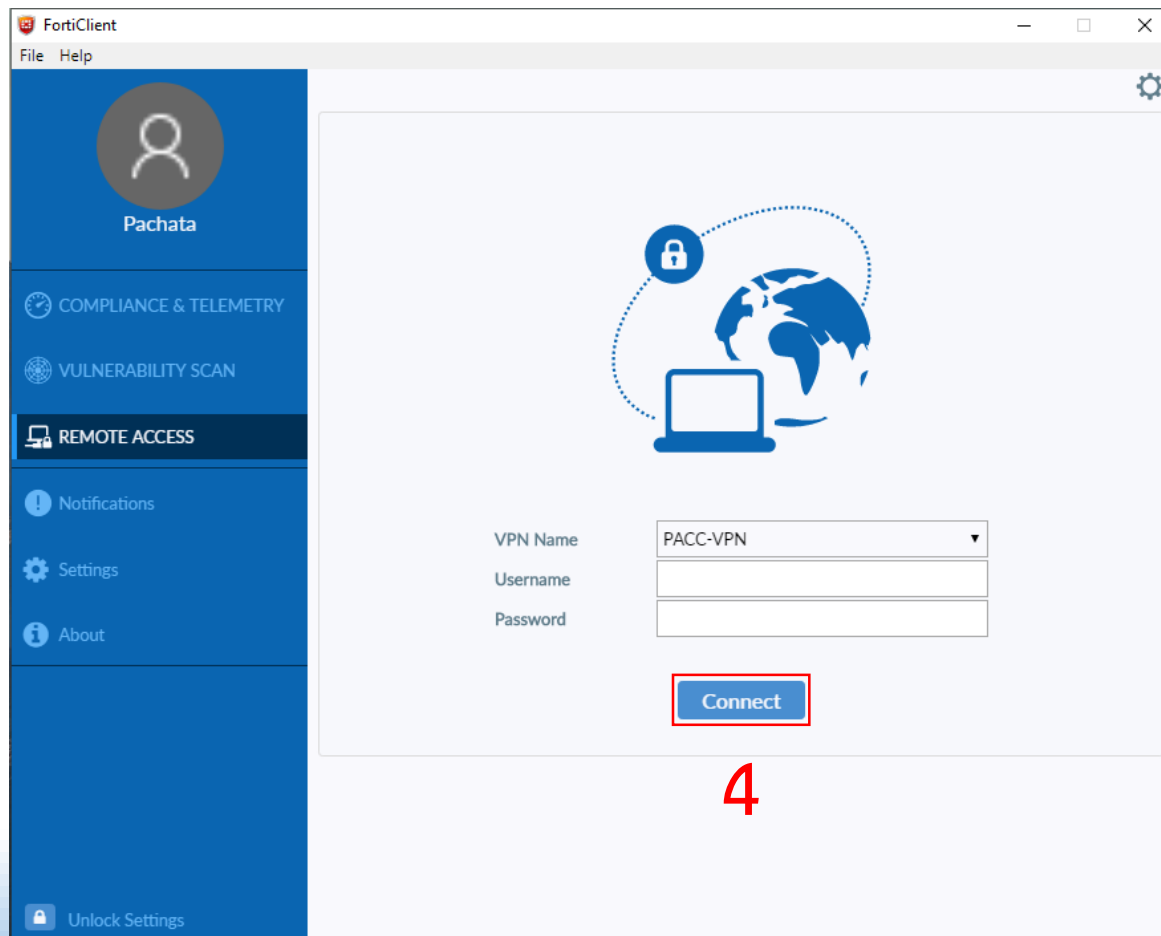 FortiClient
File Help
Pachata
COMPLIANCE & TELEMETRY
VULNERABILITY SCAN
REMOTE ACCESS
Notifications
Settings
About
Unlock Settings
VPN Name PACC-VPN
Username
Password
Connect
4